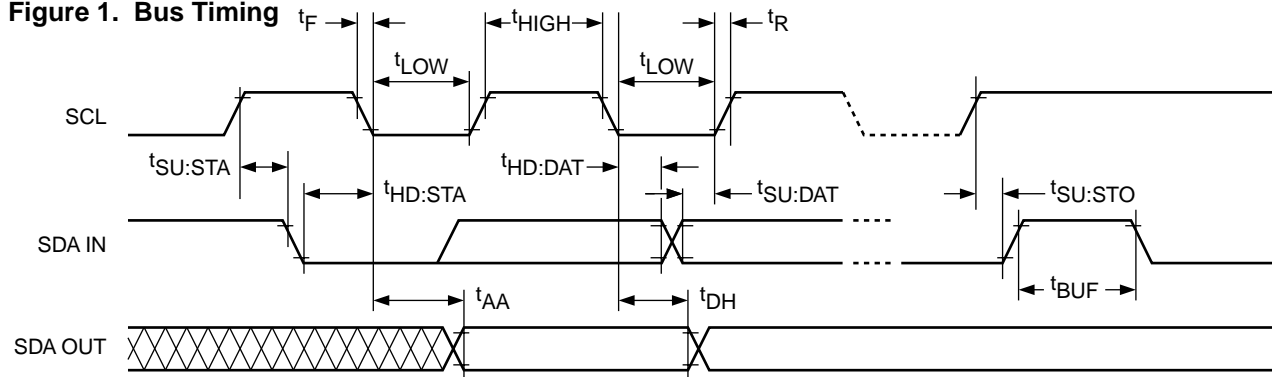 Figure 1. Bus Timing
tF
tHIGH
tR
tLOW
tLOW
SCL
tSU:STA
tHD:STA
tHD:DAT
tSU:DAT
tSU:STO
SDA IN
tBUF
tAA
tDH
SDA OUT